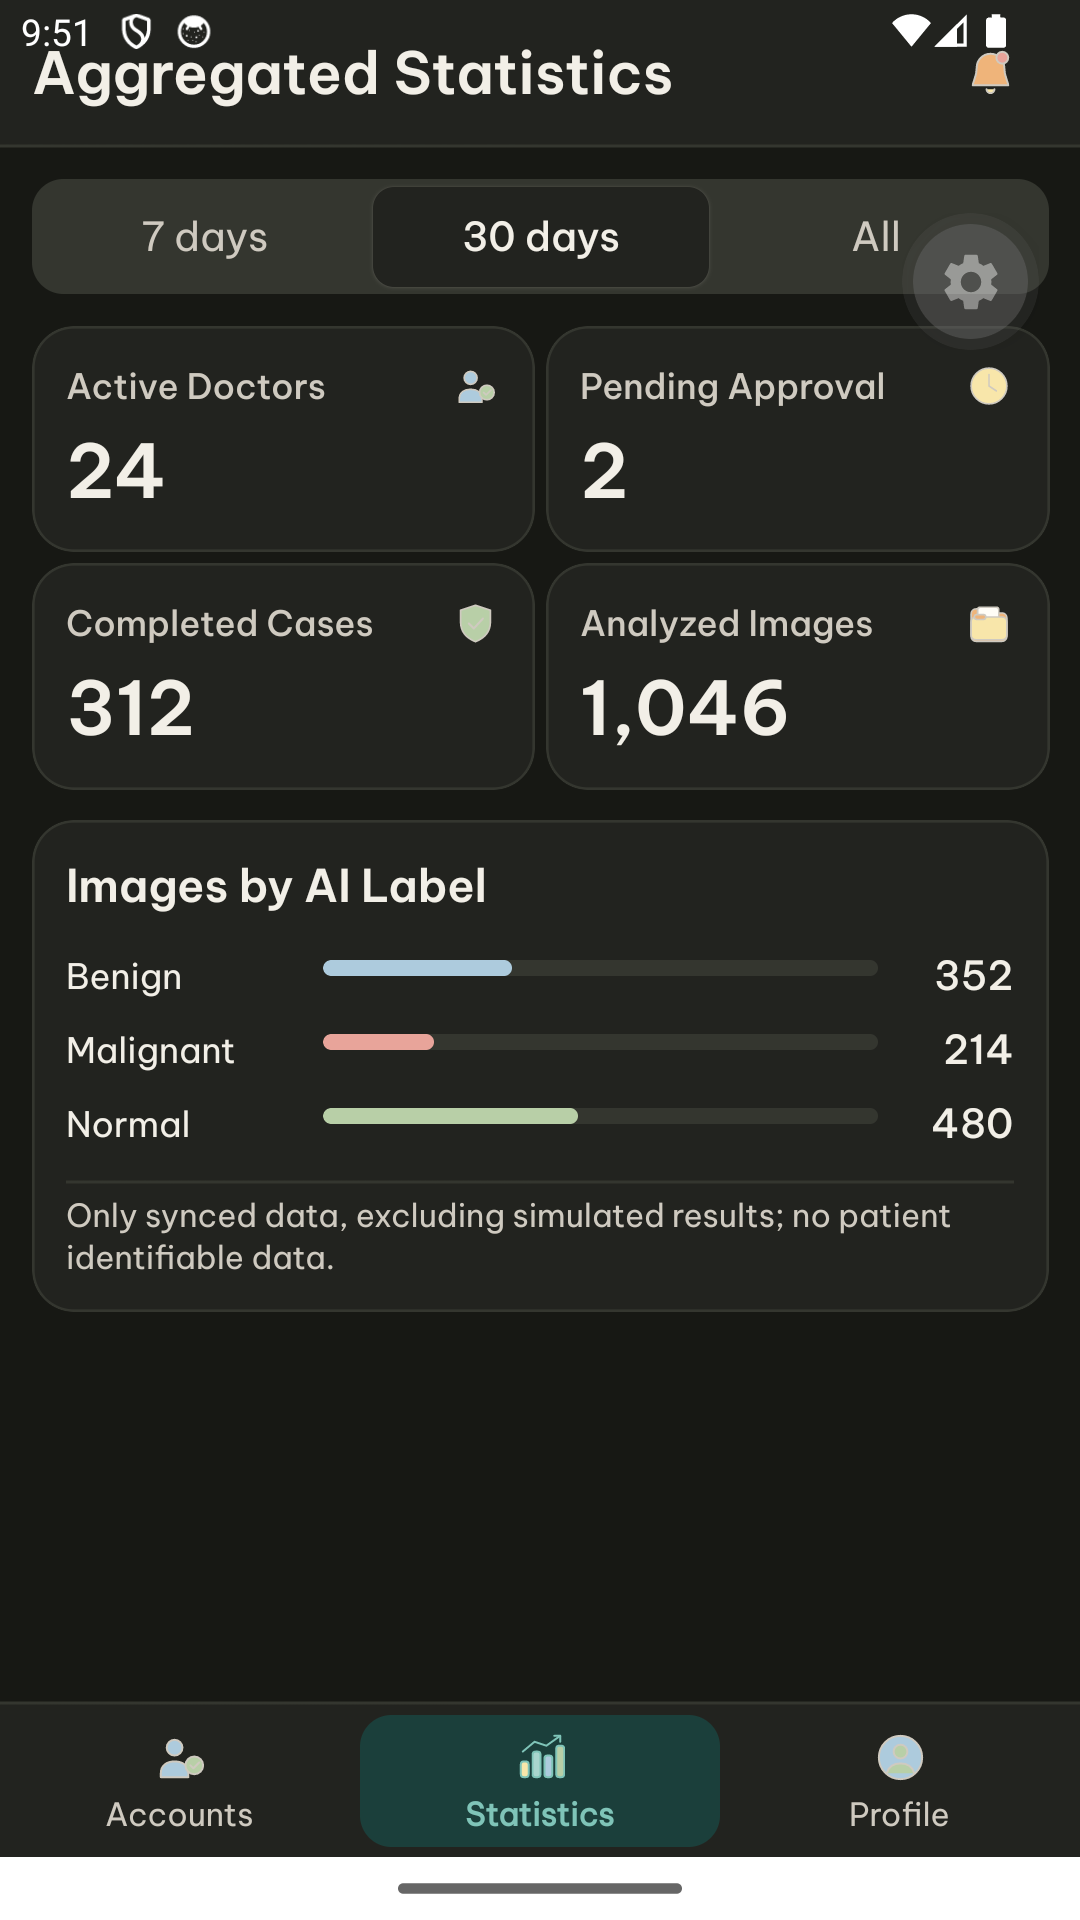 9:51
Aggregated Statistics
7 days
30 days
All
Active Doctors
24
Pending Approval
2
Completed Cases
312
Analyzed Images
1,046
Images by AI Label
Benign
352
Malignant
214
Normal
480
Only synced data, excluding simulated results; no patient
identifiable data.
Accounts
Statistics
Profile